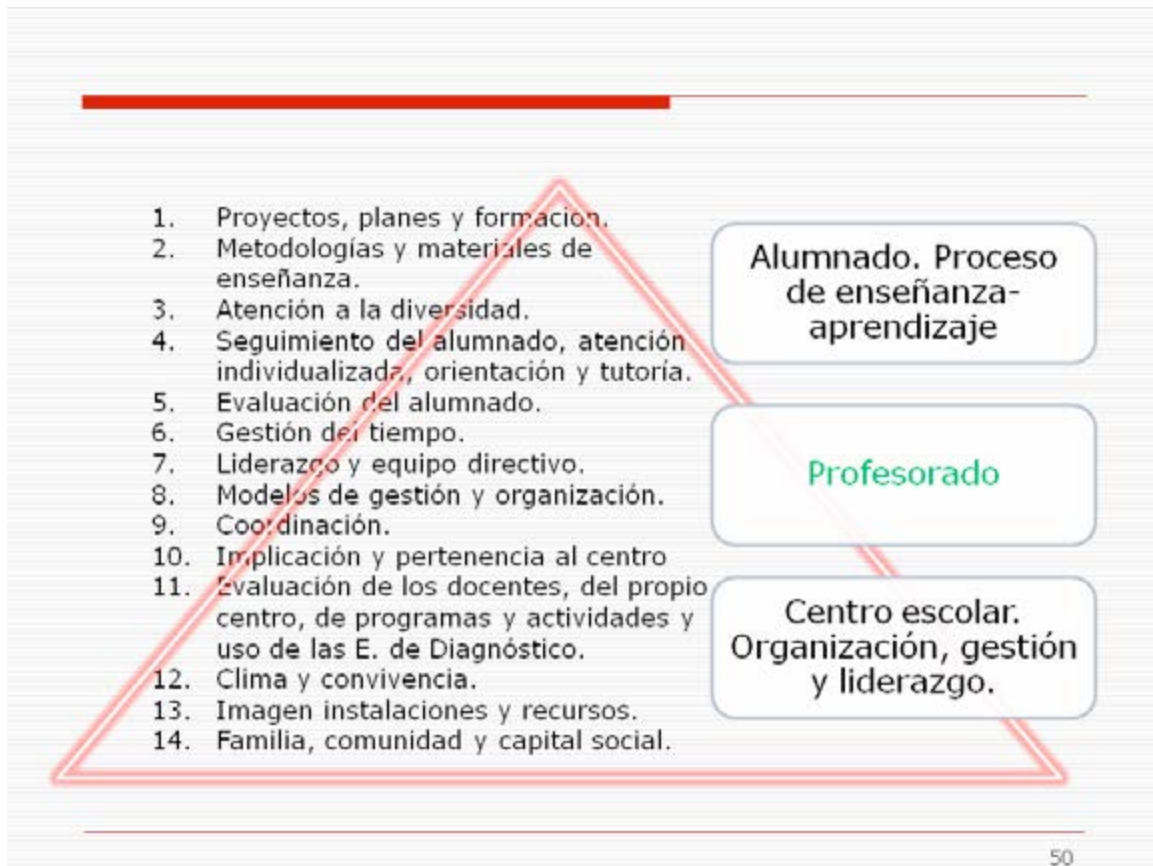 1. Proyectos, planes y formación.
2. Metodologías y materiales de
enseñanza.
3. Atención a la diversidad.
4. Seguimiento del alumnado, atención
individualizada, orientación y tutoría.
5. Evaluación del alumnado.
6. Gestión del tiempo.
7. Liderazgo y equipo directivo.
8. Modelos de gestión y organización.
9. Coordinación.
10. Implicación y pertenencia al centro
11. Evaluación de los docentes, del propio
centro, de programas y actividades y
uso de las E. de Diagnóstico.
12. Clima y convivencia.
13. Imagen instalaciones y recursos.
14. Familia, comunidad y capital social.
Alumnado. Proceso
de enseñanza-
aprendizaje
Profesorado
Centro escolar.
Organización, gestión
y liderazgo.
50